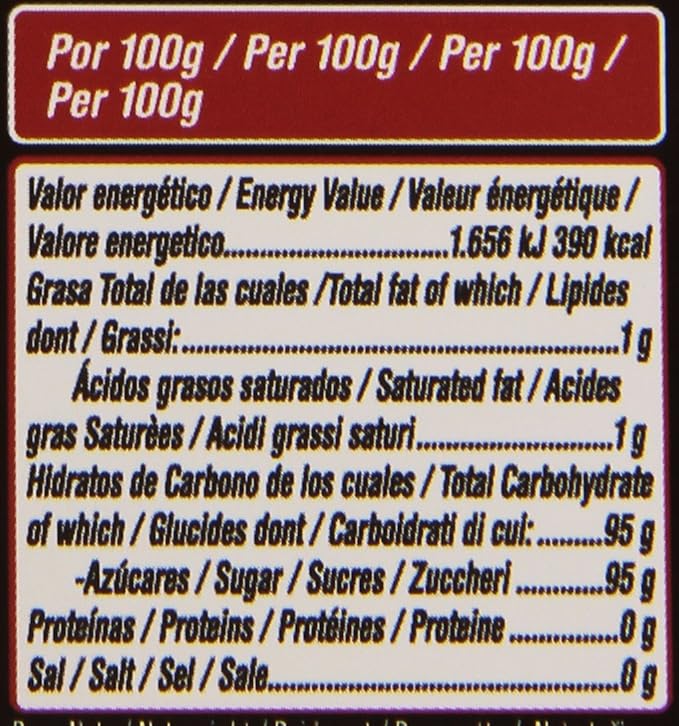 Por 100g / Per 100g / Per 100g /
Per 100g
Valor energético / Energy Value / Valeur énergétique /
Valore energetico..............................1.656 kJ 390 kcal
Grasa Total de las cuales /Total fat of which / Lipides
dont / Grassi:............................................................1 g
Ácidos grasos saturados / Saturated fat / Acides
gras Saturèes / Acidi grassi saturi...........................1 g
Hidratos de Carbono de los cuales / Total Carbohydrate
of which / Glucides dont / Carboidrati di cui:..........95 g
-Azúcares / Sugar / Sucres / Zuccheri .............95 g
Proteínas / Proteins / Protéines / Proteine ...............0 g
Sal / Salt / Sel / Sale................................................0 g